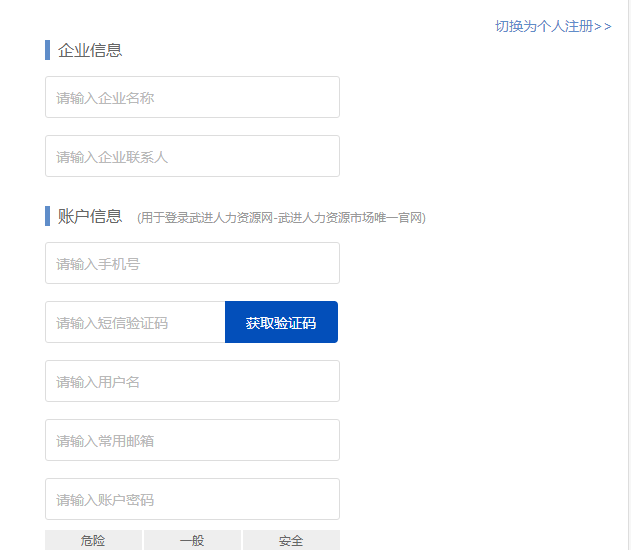 切换为个人注册>>
企业信息
请输入企业名称
请输入企业联系人
账户信息 (用于登录武进人力资源网-武进人力资源市场唯一官网)
请输入手机号
请输入短信验证码 获取验证码
请输入用户名
请输入常用邮箱
请输入账户密码
危险 一般 安全